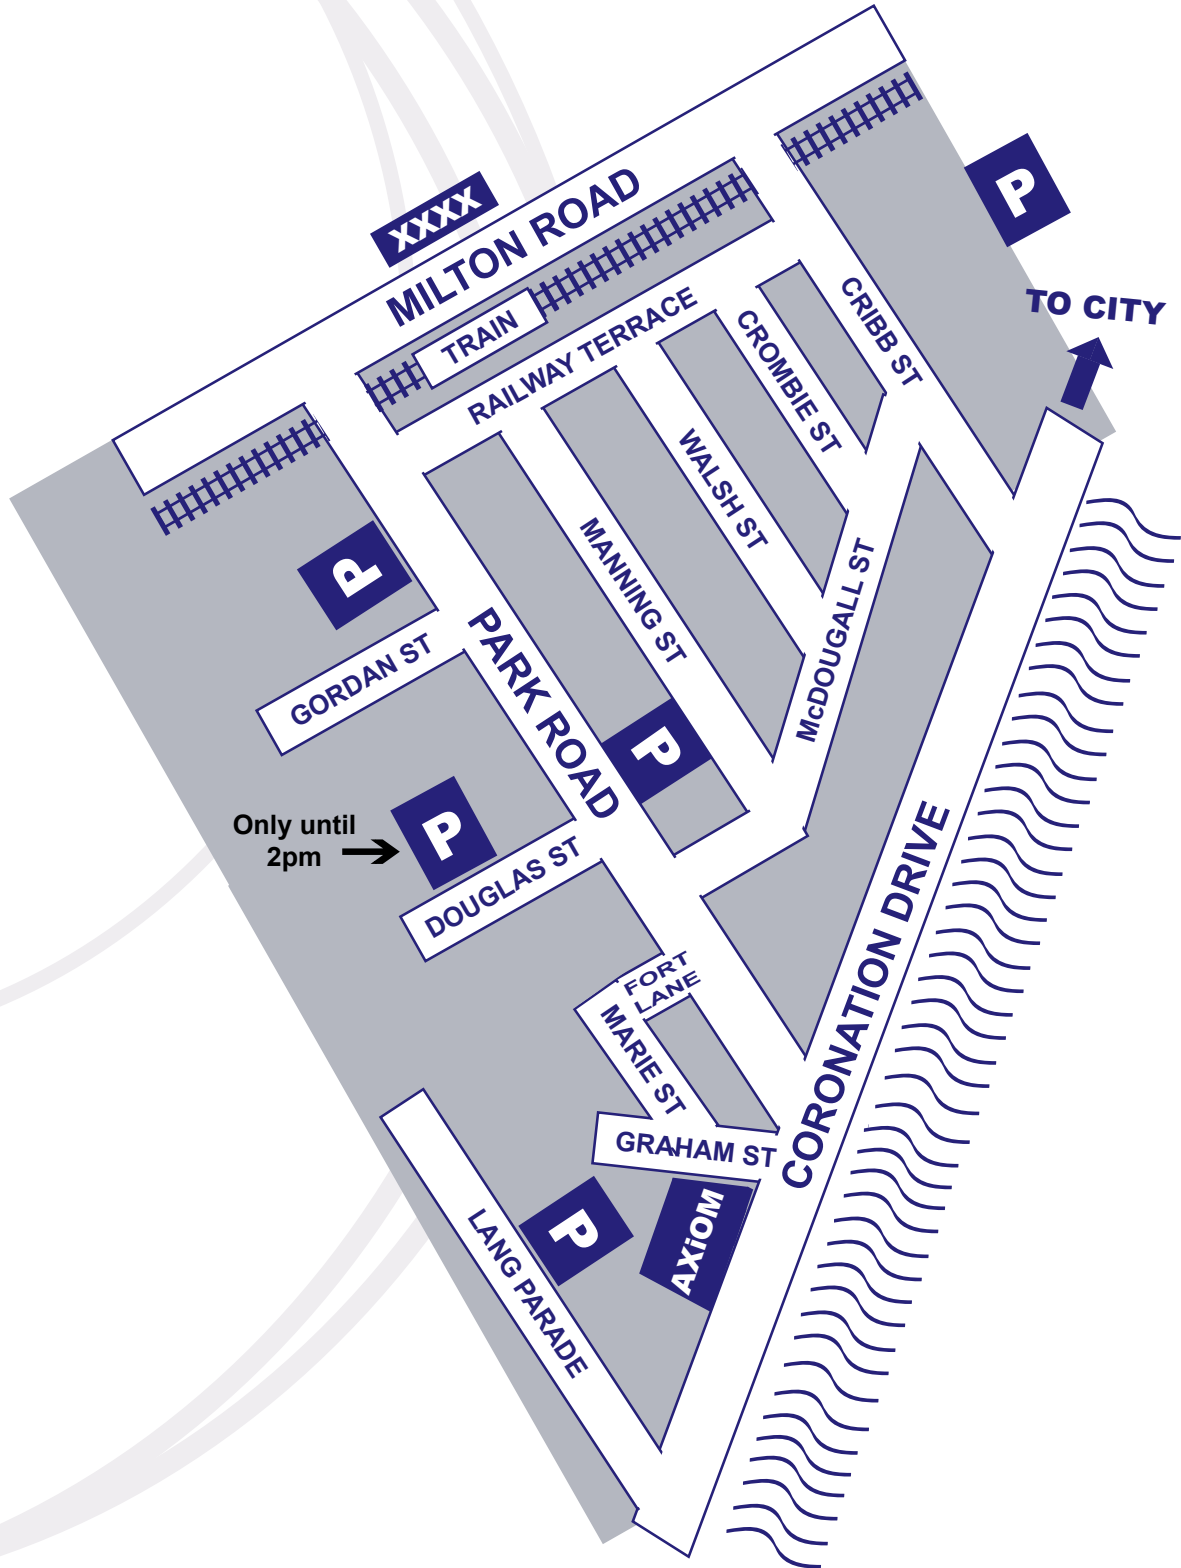 XXXX
MILTON ROAD
P
TRAIN
TO CITY
RAILWAY TERRACE
CRIBB ST
CROMBIE ST
WALSH ST
MANNING ST
P
McDOUGALL ST
GORDAN ST
PARK ROAD
P
Only until
2pm
P
DOUGLAS ST
CORONATION DRIVE
FORT
LANE
MARIE ST
GRAHAM ST
P
AXiOM
LANG PARADE